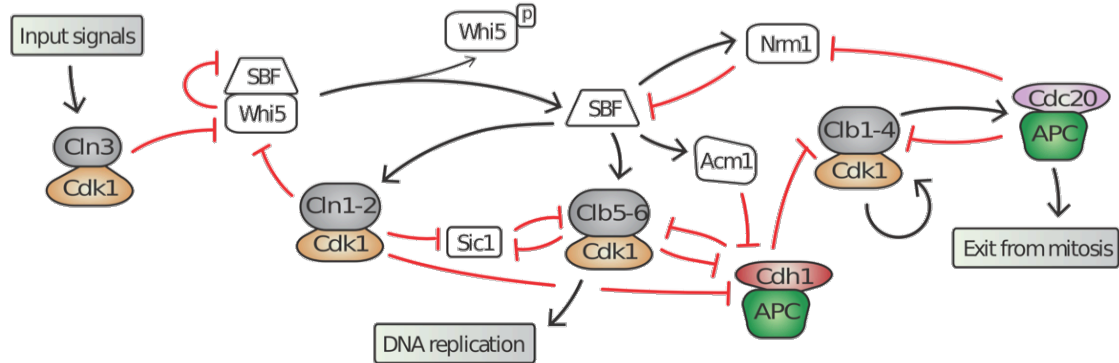 Input signals
Whi5
p
Nrm1
SBF
Whi5
Cdc20
APC
SBF
Clb1-4
Cdk1
Cln3
Cdk1
Acm1
Cln1-2
Cdk1
Sic1
Clb5-6
Cdk1
Exit from mitosis
Cdh1
APC
DNA replication